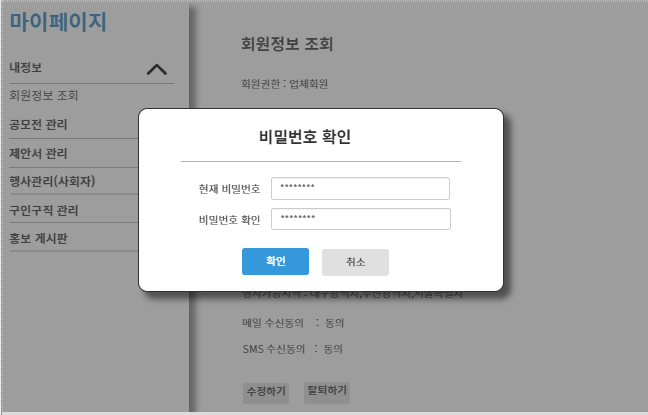 마이페이지
내정보
회원정보 조회
공모전 관리
제안서 관리
행사관리(사회자)
구인구직 관리
홍보 게시판
회원정보 조회
회원권한 : 업체회원
비밀번호 확인
현재 비밀번호 ********
비밀번호 확인 ********
확인 취소
메일 수신동의 : 동의
SMS 수신동의 : 동의
수정하기 탈퇴하기